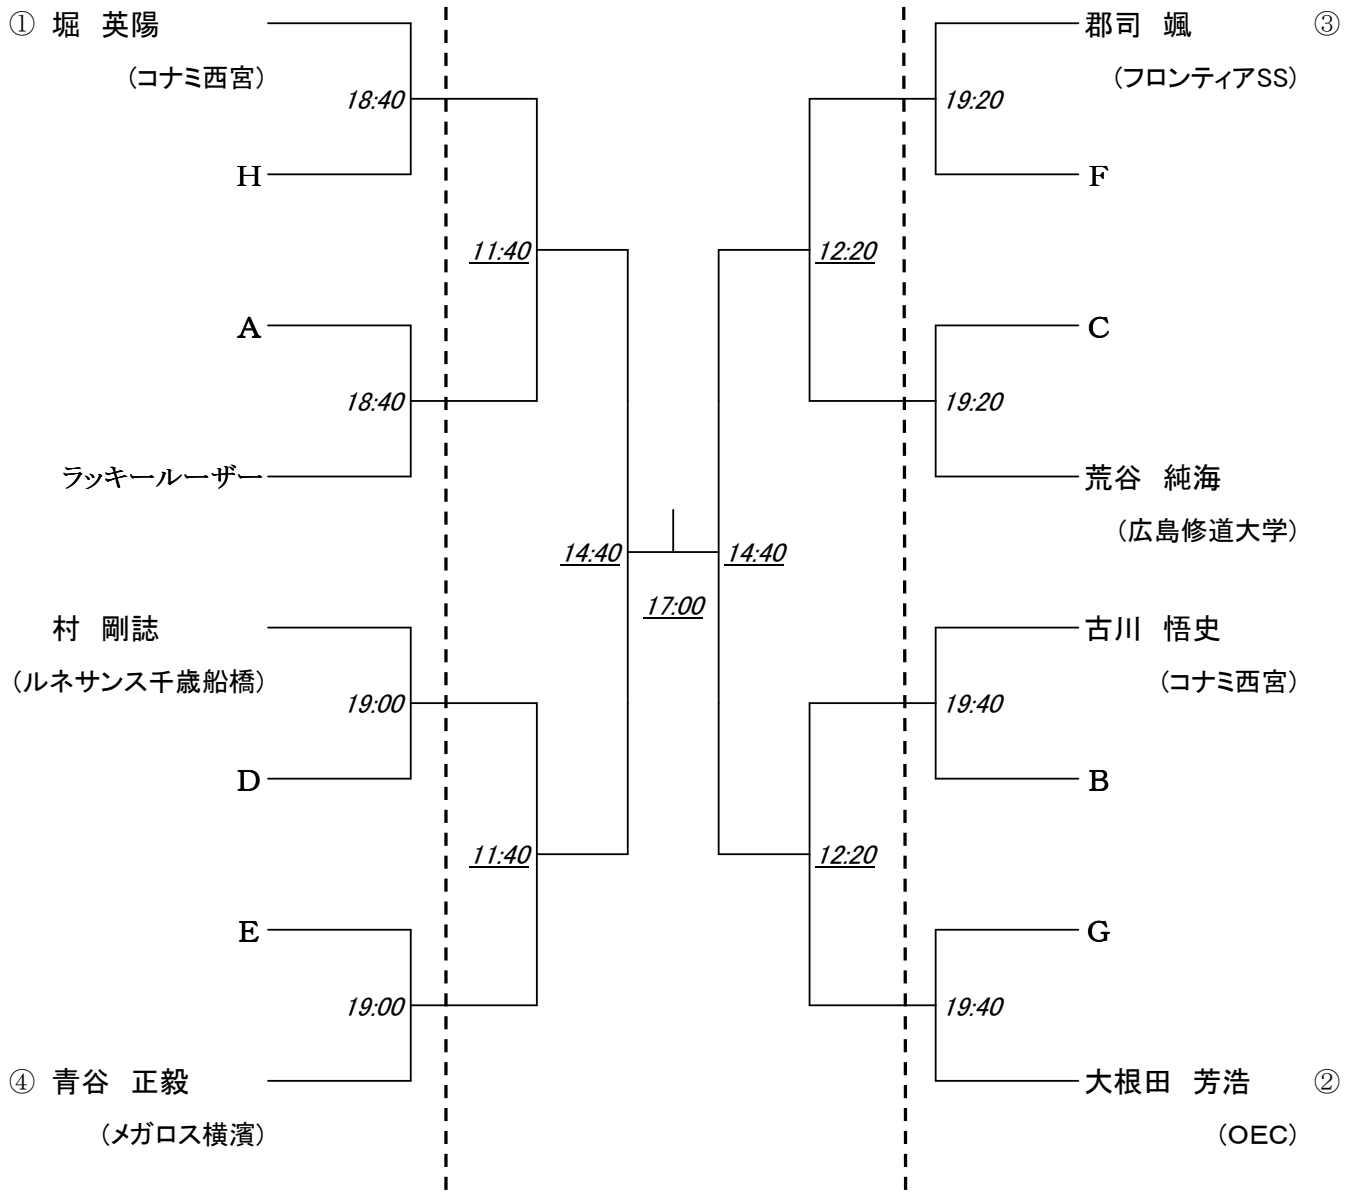 ① 堀　英陽
(コナミ西宮)
18:40
H
11:40
A
18:40
ラッキールーザー
14:40
村　剛誌
(ルネサンス千歳船橋)
19:00
D
11:40
E
19:00
④ 青谷　正毅
(メガロス横濱)
17:00
郡司　颯 ③
(フロンティアSS)
19:20
F
12:20
C
19:20
荒谷　純海
(広島修道大学)
14:40
古川　悟史
(コナミ西宮)
19:40
B
12:20
G
19:40
大根田　芳浩 ②
(OEC)